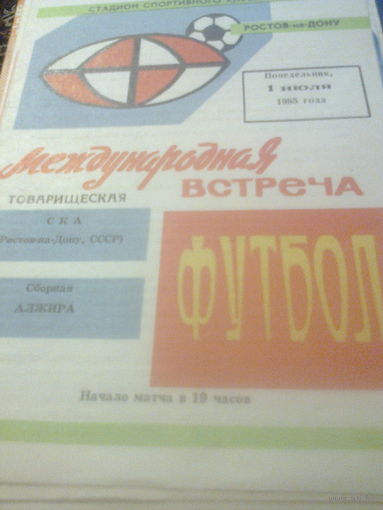 СТАДИОН СПОРТИВНОГО
РОСТОВ-на-ДОНУ
Понедельник,
1 июля
1985 года
Международная
ВСТРЕЧА
ТОВАРИЩЕСКАЯ
СКА
(Ростов-на-Дону, СССР)
Сборная
АЛЖИРА
ФУТБОЛ
Начало матча в 19 часов